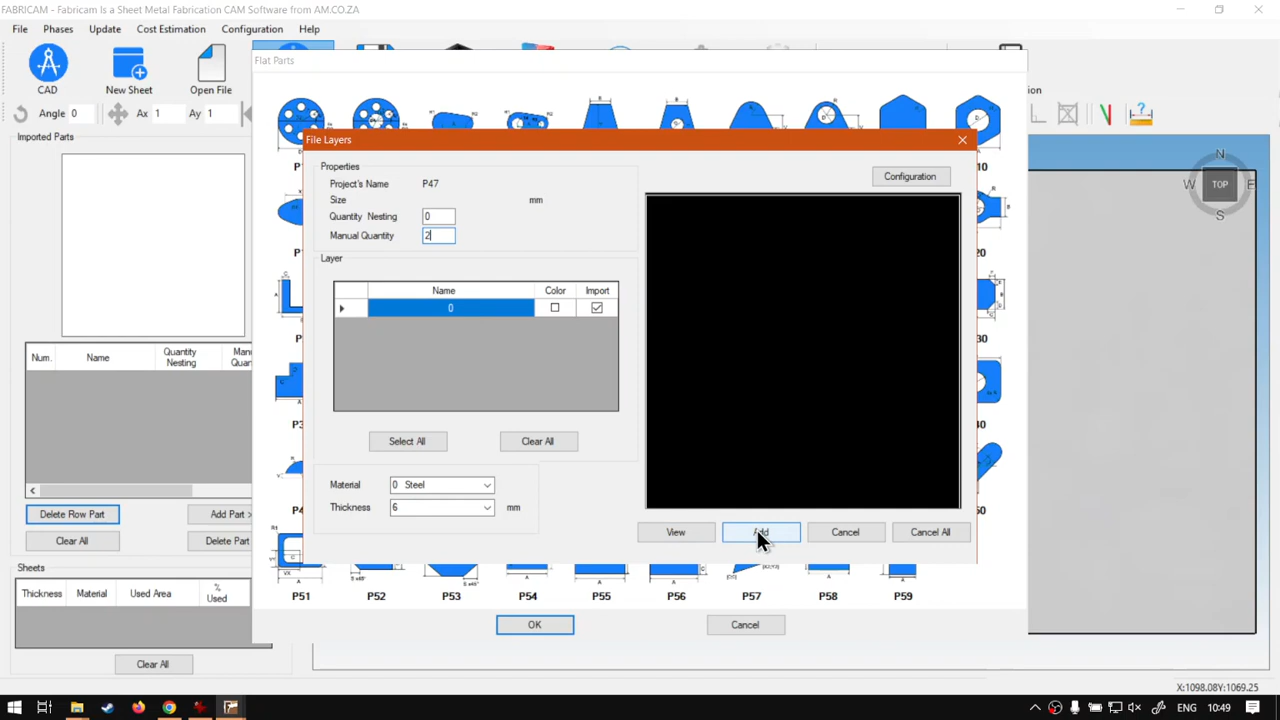 FABRICAM - Fabricam Is a Sheet Metal Fabrication CAM Software from AM.CO.ZA
File Phases Update Cost Estimation Configuration Help
CAD New Sheet Open File
Angle 0 Ax 1 Ay 1
Imported Parts
Num. Name Quantity Nesting
Delete Row Part Add Part >
Clear All Delete Part
Sheets
Thickness Material Used Area % Used
Clear All
Flat Parts
File Layers
Properties
Project's Name P47
Size mm
Quantity Nesting 0
Manual Quantity 2
Configuration
Layer
Name Color Import
0
Select All Clear All
Material 0 Steel
Thickness 6 mm
View Add Cancel Cancel All
P51 P52 P53 P54 P55 P56 P57 P58 P59
OK Cancel
N
W TOP E
S
X:1098.08Y:1069.25
ENG 10:49